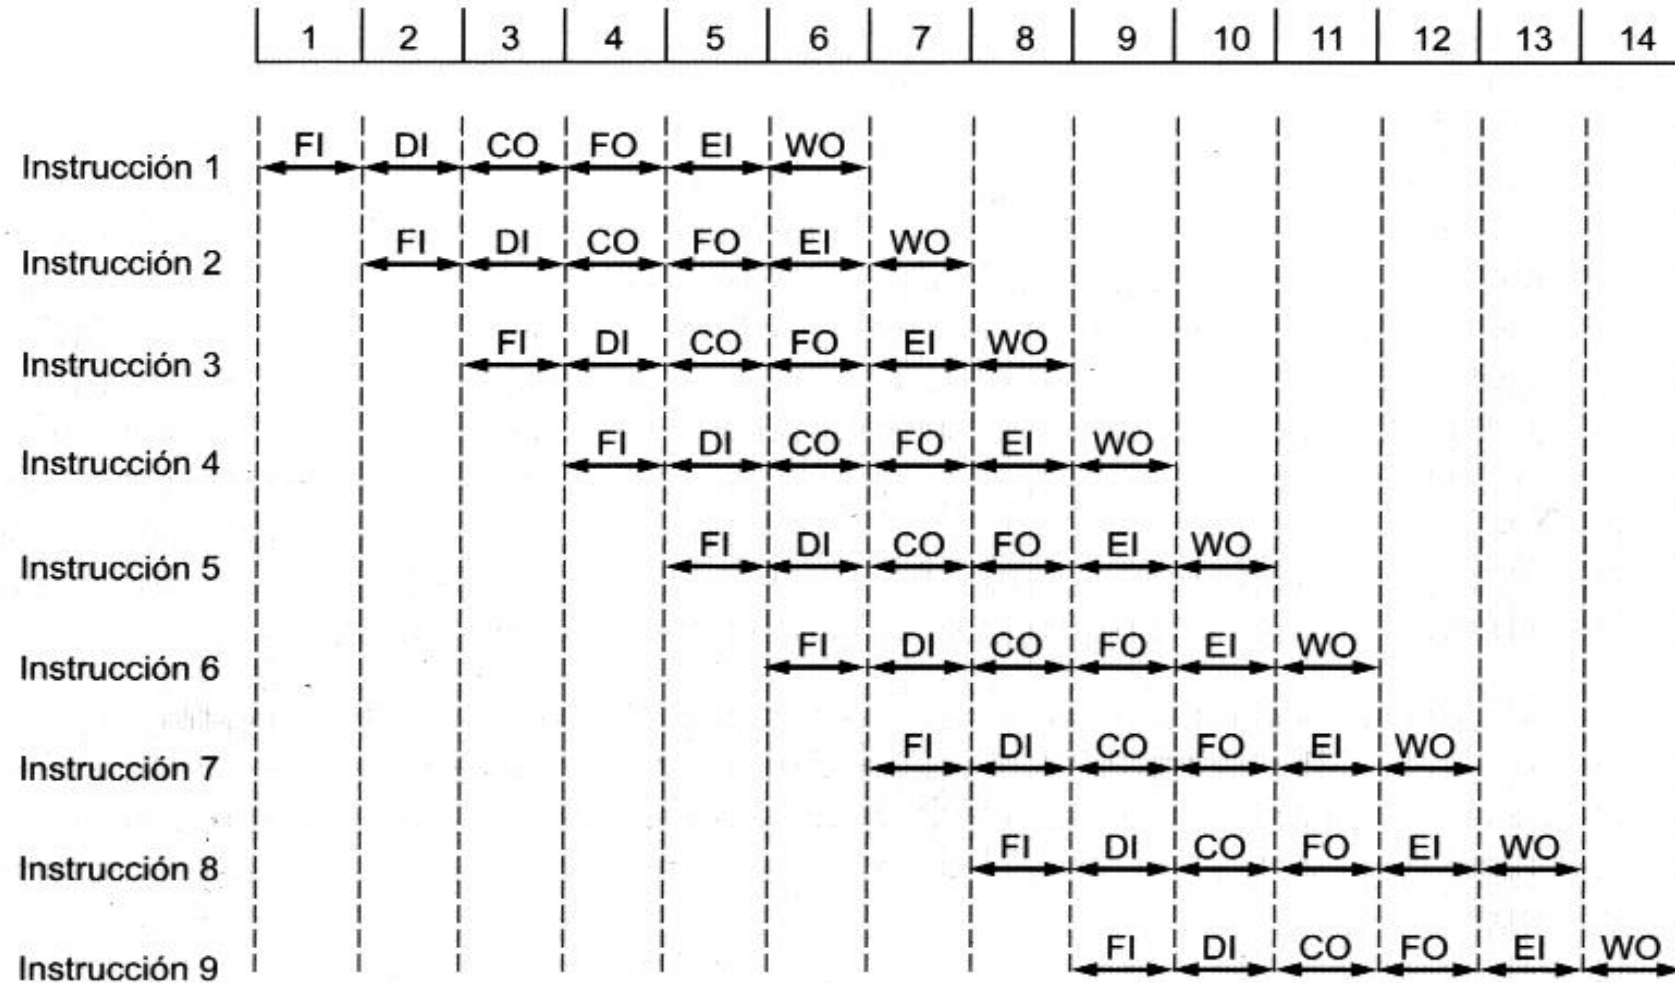 1 2 3 4 5 6 7 8 9 10 11 12 13 14
Instrucción 1 FI DI CO FO EI WO
Instrucción 2 FI DI CO FO EI WO
Instrucción 3 FI DI CO FO EI WO
Instrucción 4 FI DI CO FO EI WO
Instrucción 5 FI DI CO FO EI WO
Instrucción 6 FI DI CO FO EI WO
Instrucción 7 FI DI CO FO EI WO
Instrucción 8 FI DI CO FO EI WO
Instrucción 9 FI DI CO FO EI WO